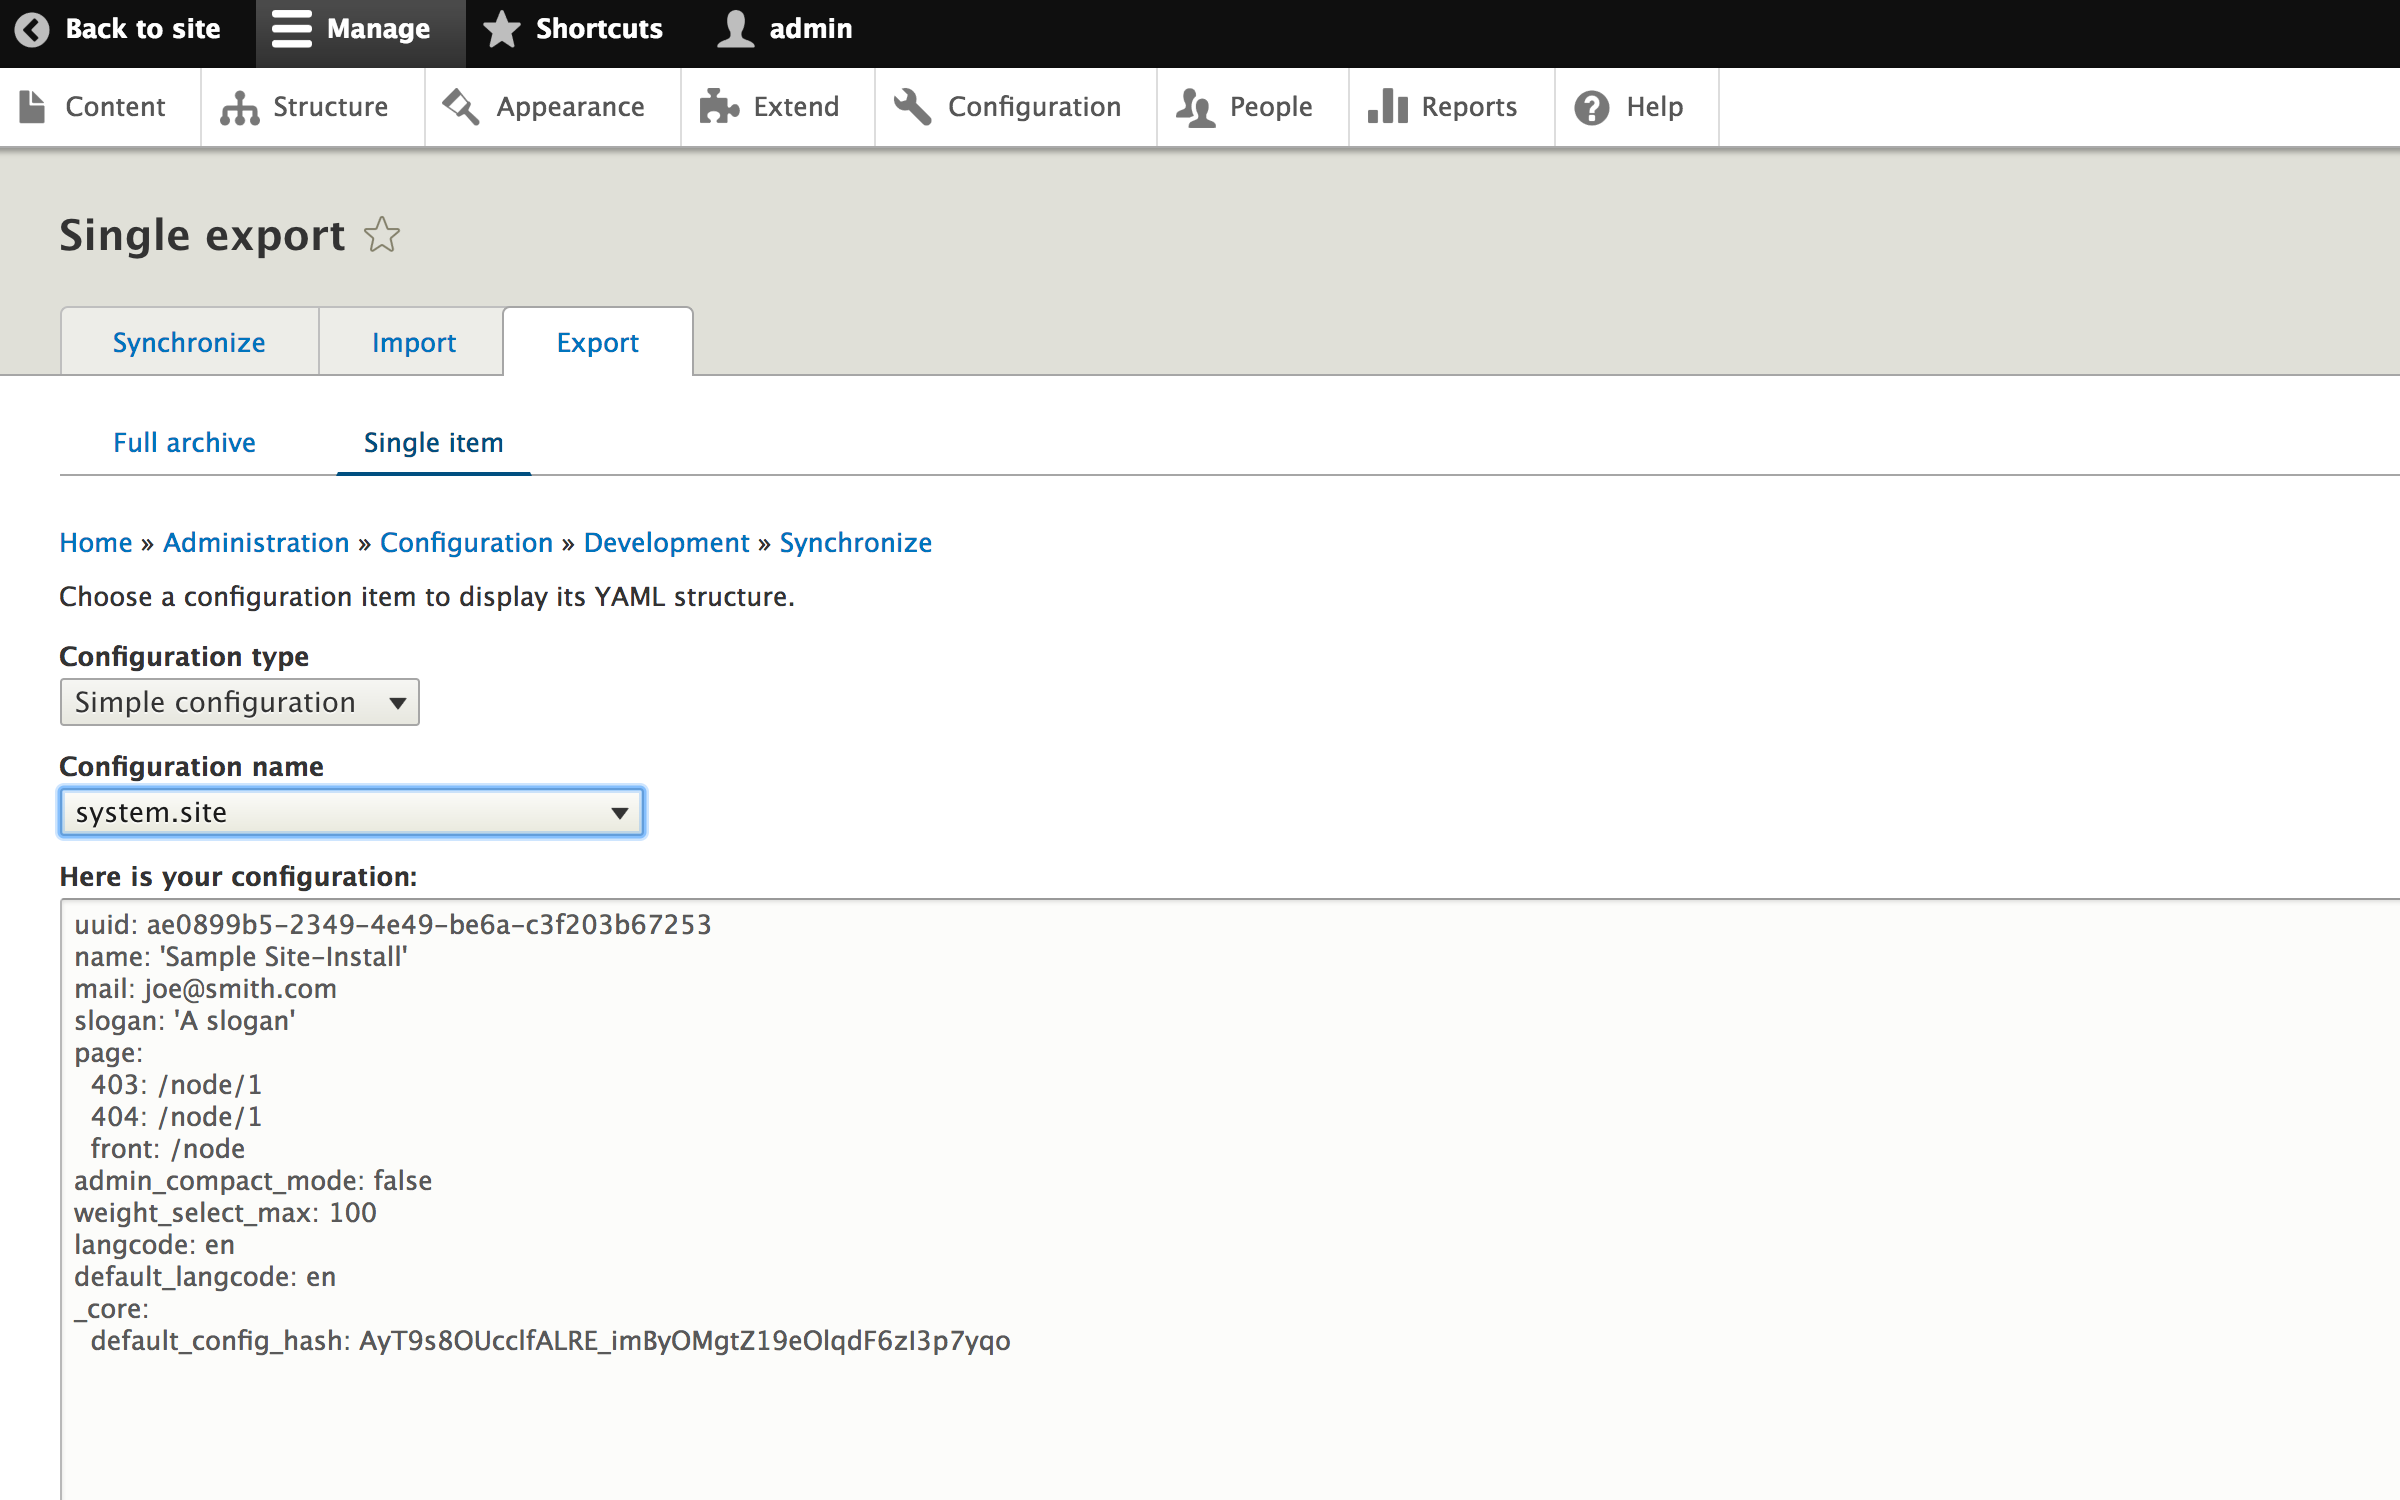 Back to site Manage Shortcuts admin
Content Structure Appearance Extend Configuration People Reports Help
Single export
Synchronize Import Export
Full archive Single item
Home » Administration » Configuration » Development » Synchronize
Choose a configuration item to display its YAML structure.
Configuration type
Simple configuration
Configuration name
system.site
Here is your configuration:
uuid: ae0899b5-2349-4e49-be6a-c3f203b67253
name: 'Sample Site-Install'
mail: joe@smith.com
slogan: 'A slogan'
page:
  403: /node/1
  404: /node/1
  front: /node
admin_compact_mode: false
weight_select_max: 100
langcode: en
default_langcode: en
_core:
  default_config_hash: AyT9s8OUcclfALRE_imByOMgtZ19eOlqdF6zI3p7yqo